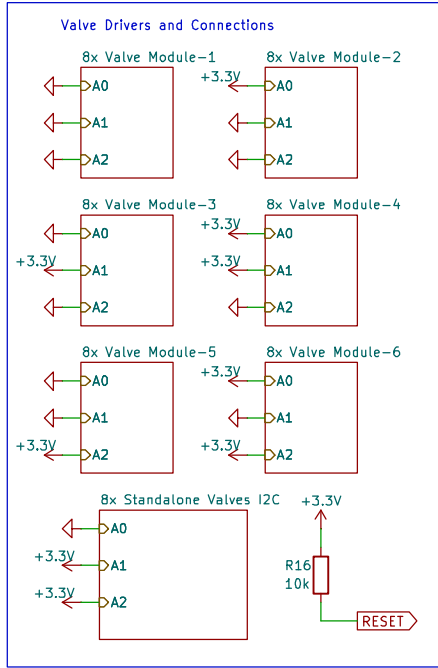 Valve Drivers and Connections
8x Valve Module-1
A0
A1
A2
8x Valve Module-2
+3.3V
A0
A1
A2
8x Valve Module-3
A0
+3.3V
A1
A2
8x Valve Module-4
+3.3V
A0
+3.3V
A1
A2
8x Valve Module-5
A0
A1
+3.3V
A2
8x Valve Module-6
+3.3V
A0
A1
+3.3V
A2
8x Standalone Valves I2C
A0
+3.3V
A1
+3.3V
A2
+3.3V
R16
10k
RESET